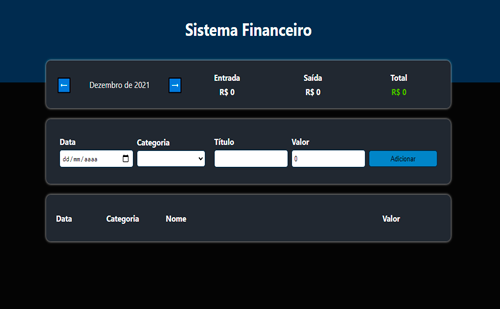 Sistema Financeiro
← Dezembro de 2021 → Entrada Saída Total
R$ 0 R$ 0 R$ 0
Data Categoria Título Valor
dd/mm/aaaa 0 Adicionar
Data Categoria Nome Valor